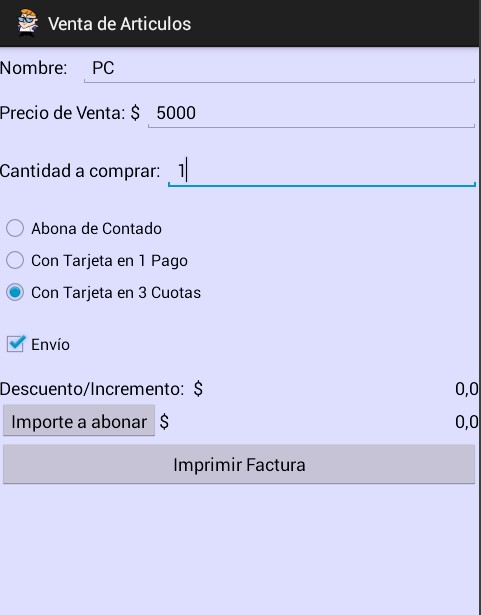 Venta de Articulos
Nombre: PC
Precio de Venta: $ 5000
Cantidad a comprar: 1
Abona de Contado
Con Tarjeta en 1 Pago
Con Tarjeta en 3 Cuotas
Envío
Descuento/Incremento: $ 0,0
Importe a abonar $ 0,0
Imprimir Factura